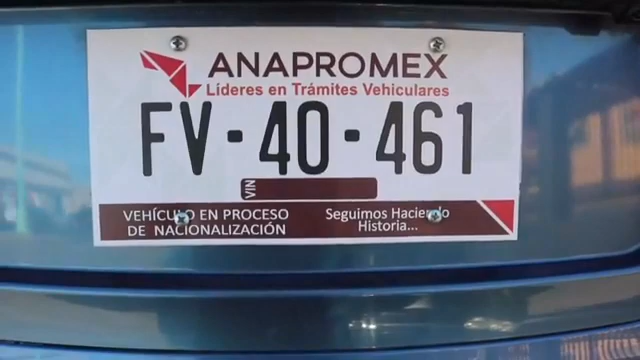 ANAPROMEX
Líderes en Trámites Vehiculares
FV-40-461
VIN
VEHÍCULO EN PROCESO
DE NACIONALIZACIÓN
Seguimos Haciendo
Historia...